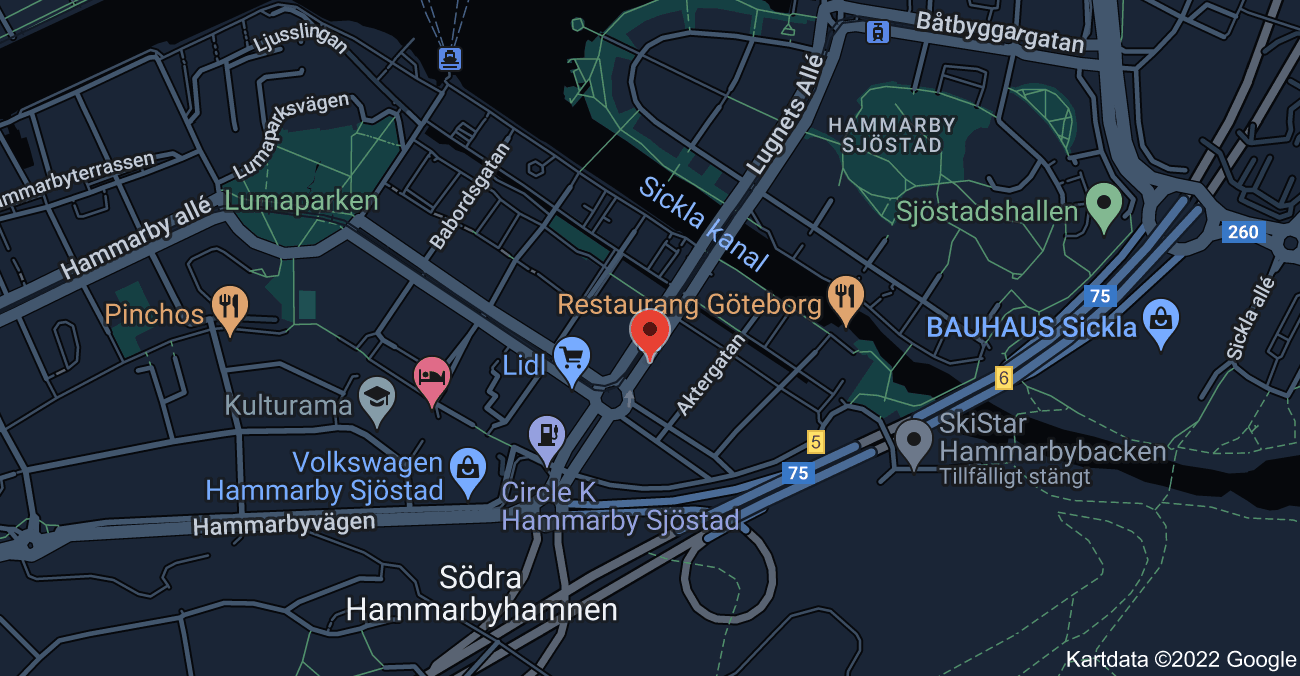 Ljusslingan
Båtbyggargatan
Lumaparksvägen
Lugnets Allé
HAMMARBY
SJÖSTAD
ammarbyterrassen
Babordsgatan
Lumaparken
Sickla kanal
Hammarby allé
Sjöstadshallen
260
75
Pinchos
Restaurang Göteborg
BAUHAUS Sickla
Sickla allé
Lidl
Aktergatan
6
Kulturama
SkiStar
Hammarbybacken
Tillfälligt stängt
5
75
Volkswagen
Hammarby Sjöstad
Circle K
Hammarby Sjöstad
Hammarbyvägen
Södra
Hammarbyhamnen
Kartdata ©2022 Google